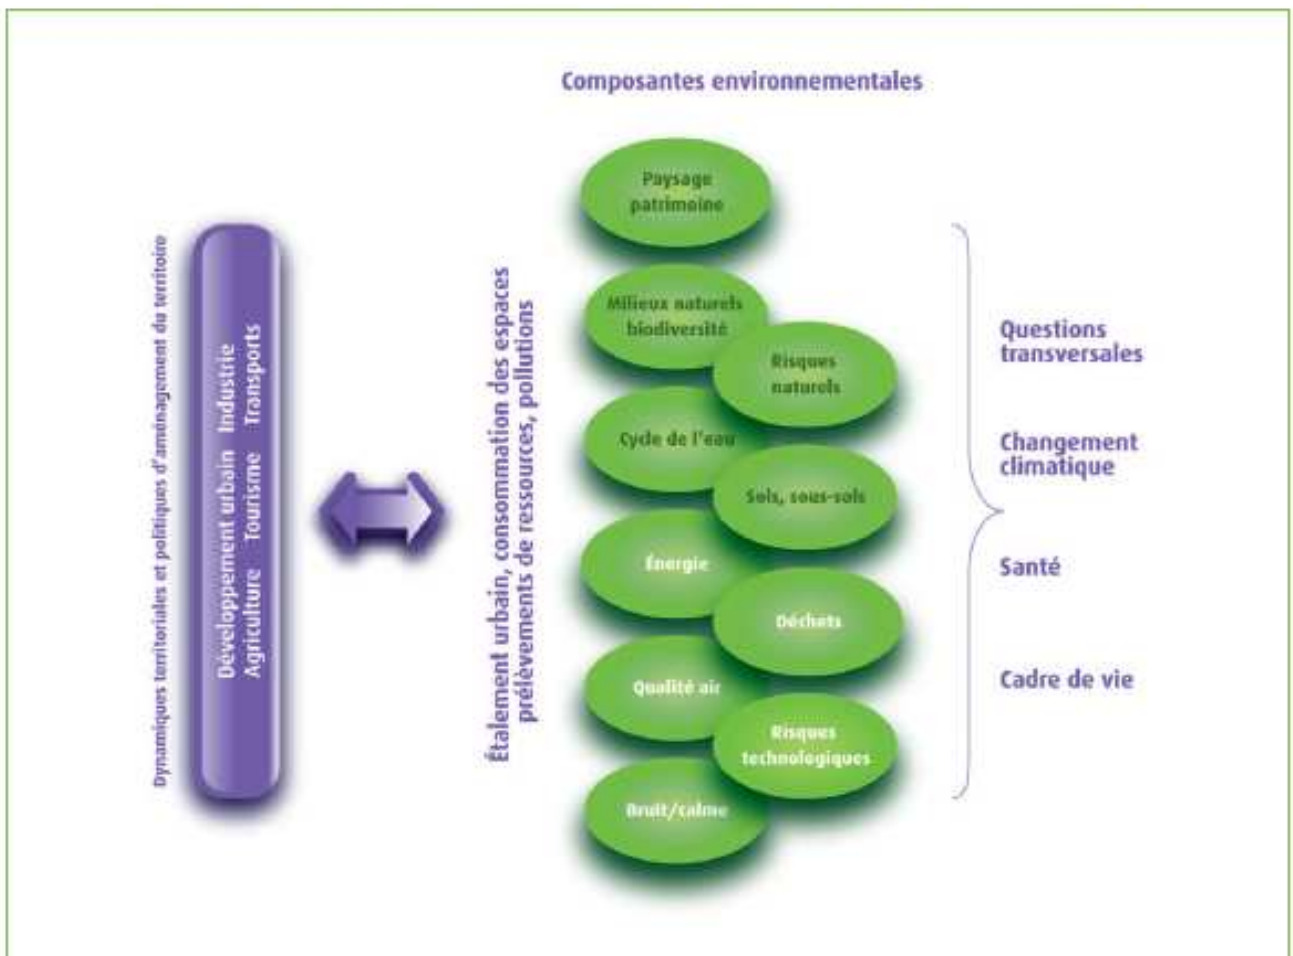 Composantes environnementales
Dynamiques territoriales et politiques d'aménagement du territoire
Développement urbain Industrie
Agriculture Tourisme Transports
Étalement urbain, consommation des espaces
prélèvements de ressources, pollutions
Paysage
patrimoine
Milieux naturels
biodiversité
Risques
naturels
Cycle de l'eau
Sols, sous-sols
Énergie
Déchets
Qualité air
Risques
technologiques
Bruit/calme
Questions
transversales
Changement
climatique
Santé
Cadre de vie